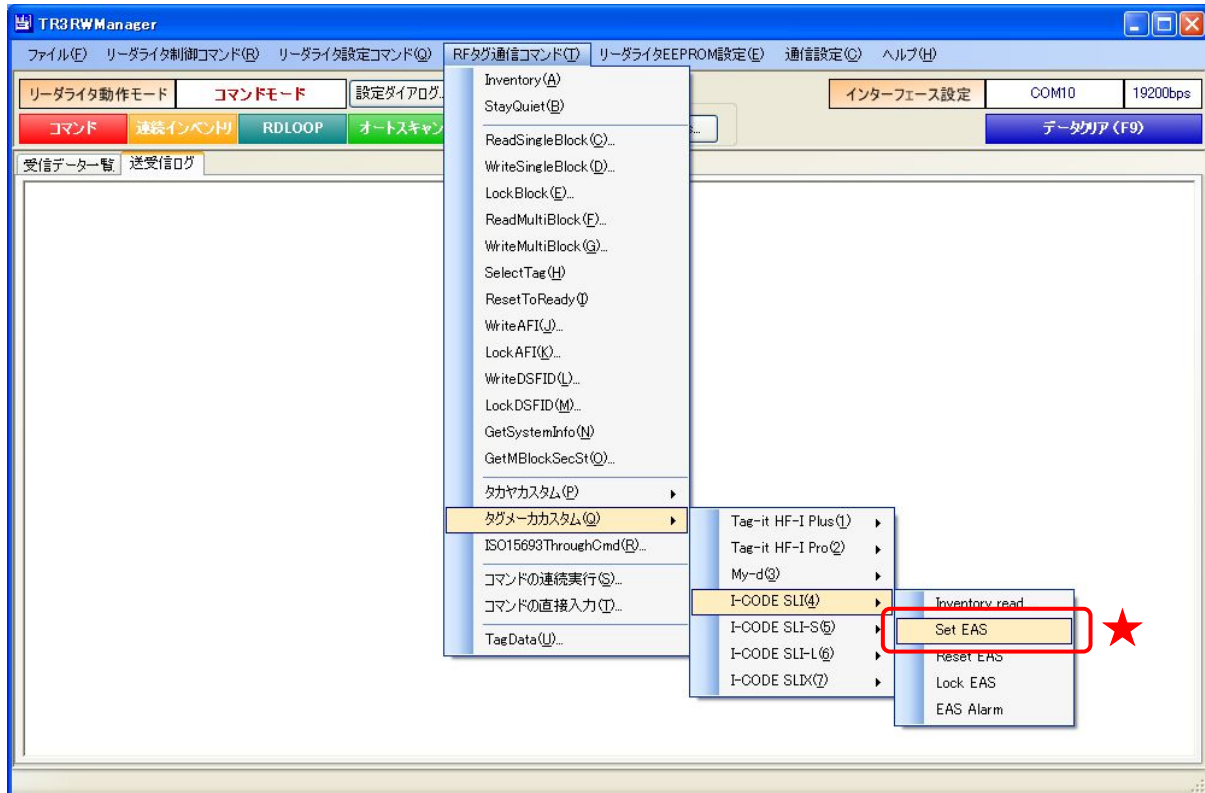 TR3RWManager
ファイル(F) リーダライタ制御コマンド(R) リーダライタ設定コマンド(Q) RFタグ通信コマンド(T) リーダライタEEPROM設定(E) 通信設定(C) ヘルプ(H)
リーダライタ動作モード コマンドモード 設定ダイアログ. インターフェース設定 COM10 19200bps
コマンド 連続インベントリ RDLOOP オートスキャン データクリア(F9)
受信データ一覧 送受信ログ
Inventory(A)
StayQuiet(B)
ReadSingleBlock(C)...
WriteSingleBlock(D)...
LockBlock(E)...
ReadMultiBlock(F)...
WriteMultiBlock(G)...
SelectTag(H)
ResetToReady(I)
WriteAFI(J)...
LockAFI(K)...
WriteDSFID(L)...
LockDSFID(M)...
GetSystemInfo(N)
GetMBlockSecSt(O)...
タカヤカスタム(P)
タグメーカカスタム(Q)
ISO15693ThroughCmd(R)...
コマンドの連続実行(S)...
コマンドの直接入力(T)...
TagData(U)...
Tag-it HF-I Plus(1)
Tag-it HF-I Pro(2)
My-d(3)
I-CODE SLI(4)
I-CODE SLI-S(5)
I-CODE SLI-L(6)
I-CODE SLIX(7)
Inventory read
Set EAS
Reset EAS
Lock EAS
EAS Alarm